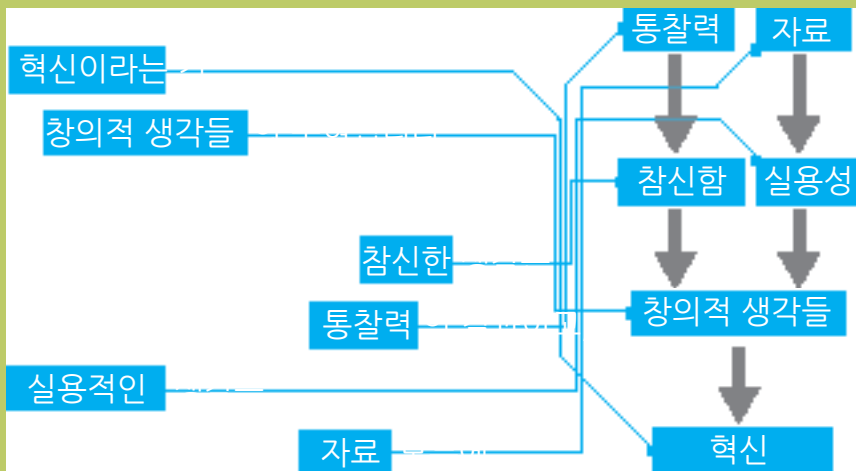 통찰력 자료
혁신이라는
창의적 생각들
참신함 실용성
참신한
창의적 생각들
통찰력
실용적인
자료
혁신